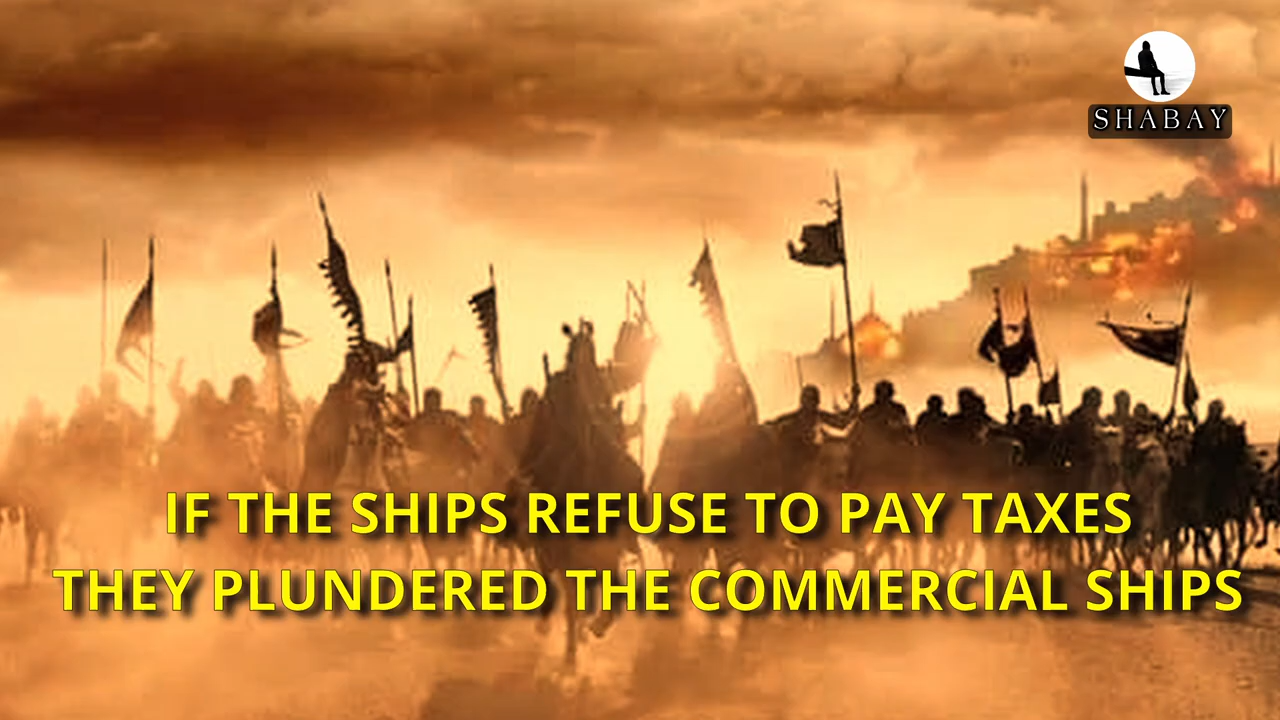 SHABAY
IF THE SHIPS REFUSE TO PAY TAXES
THEY PLUNDERED THE COMMERCIAL SHIPS